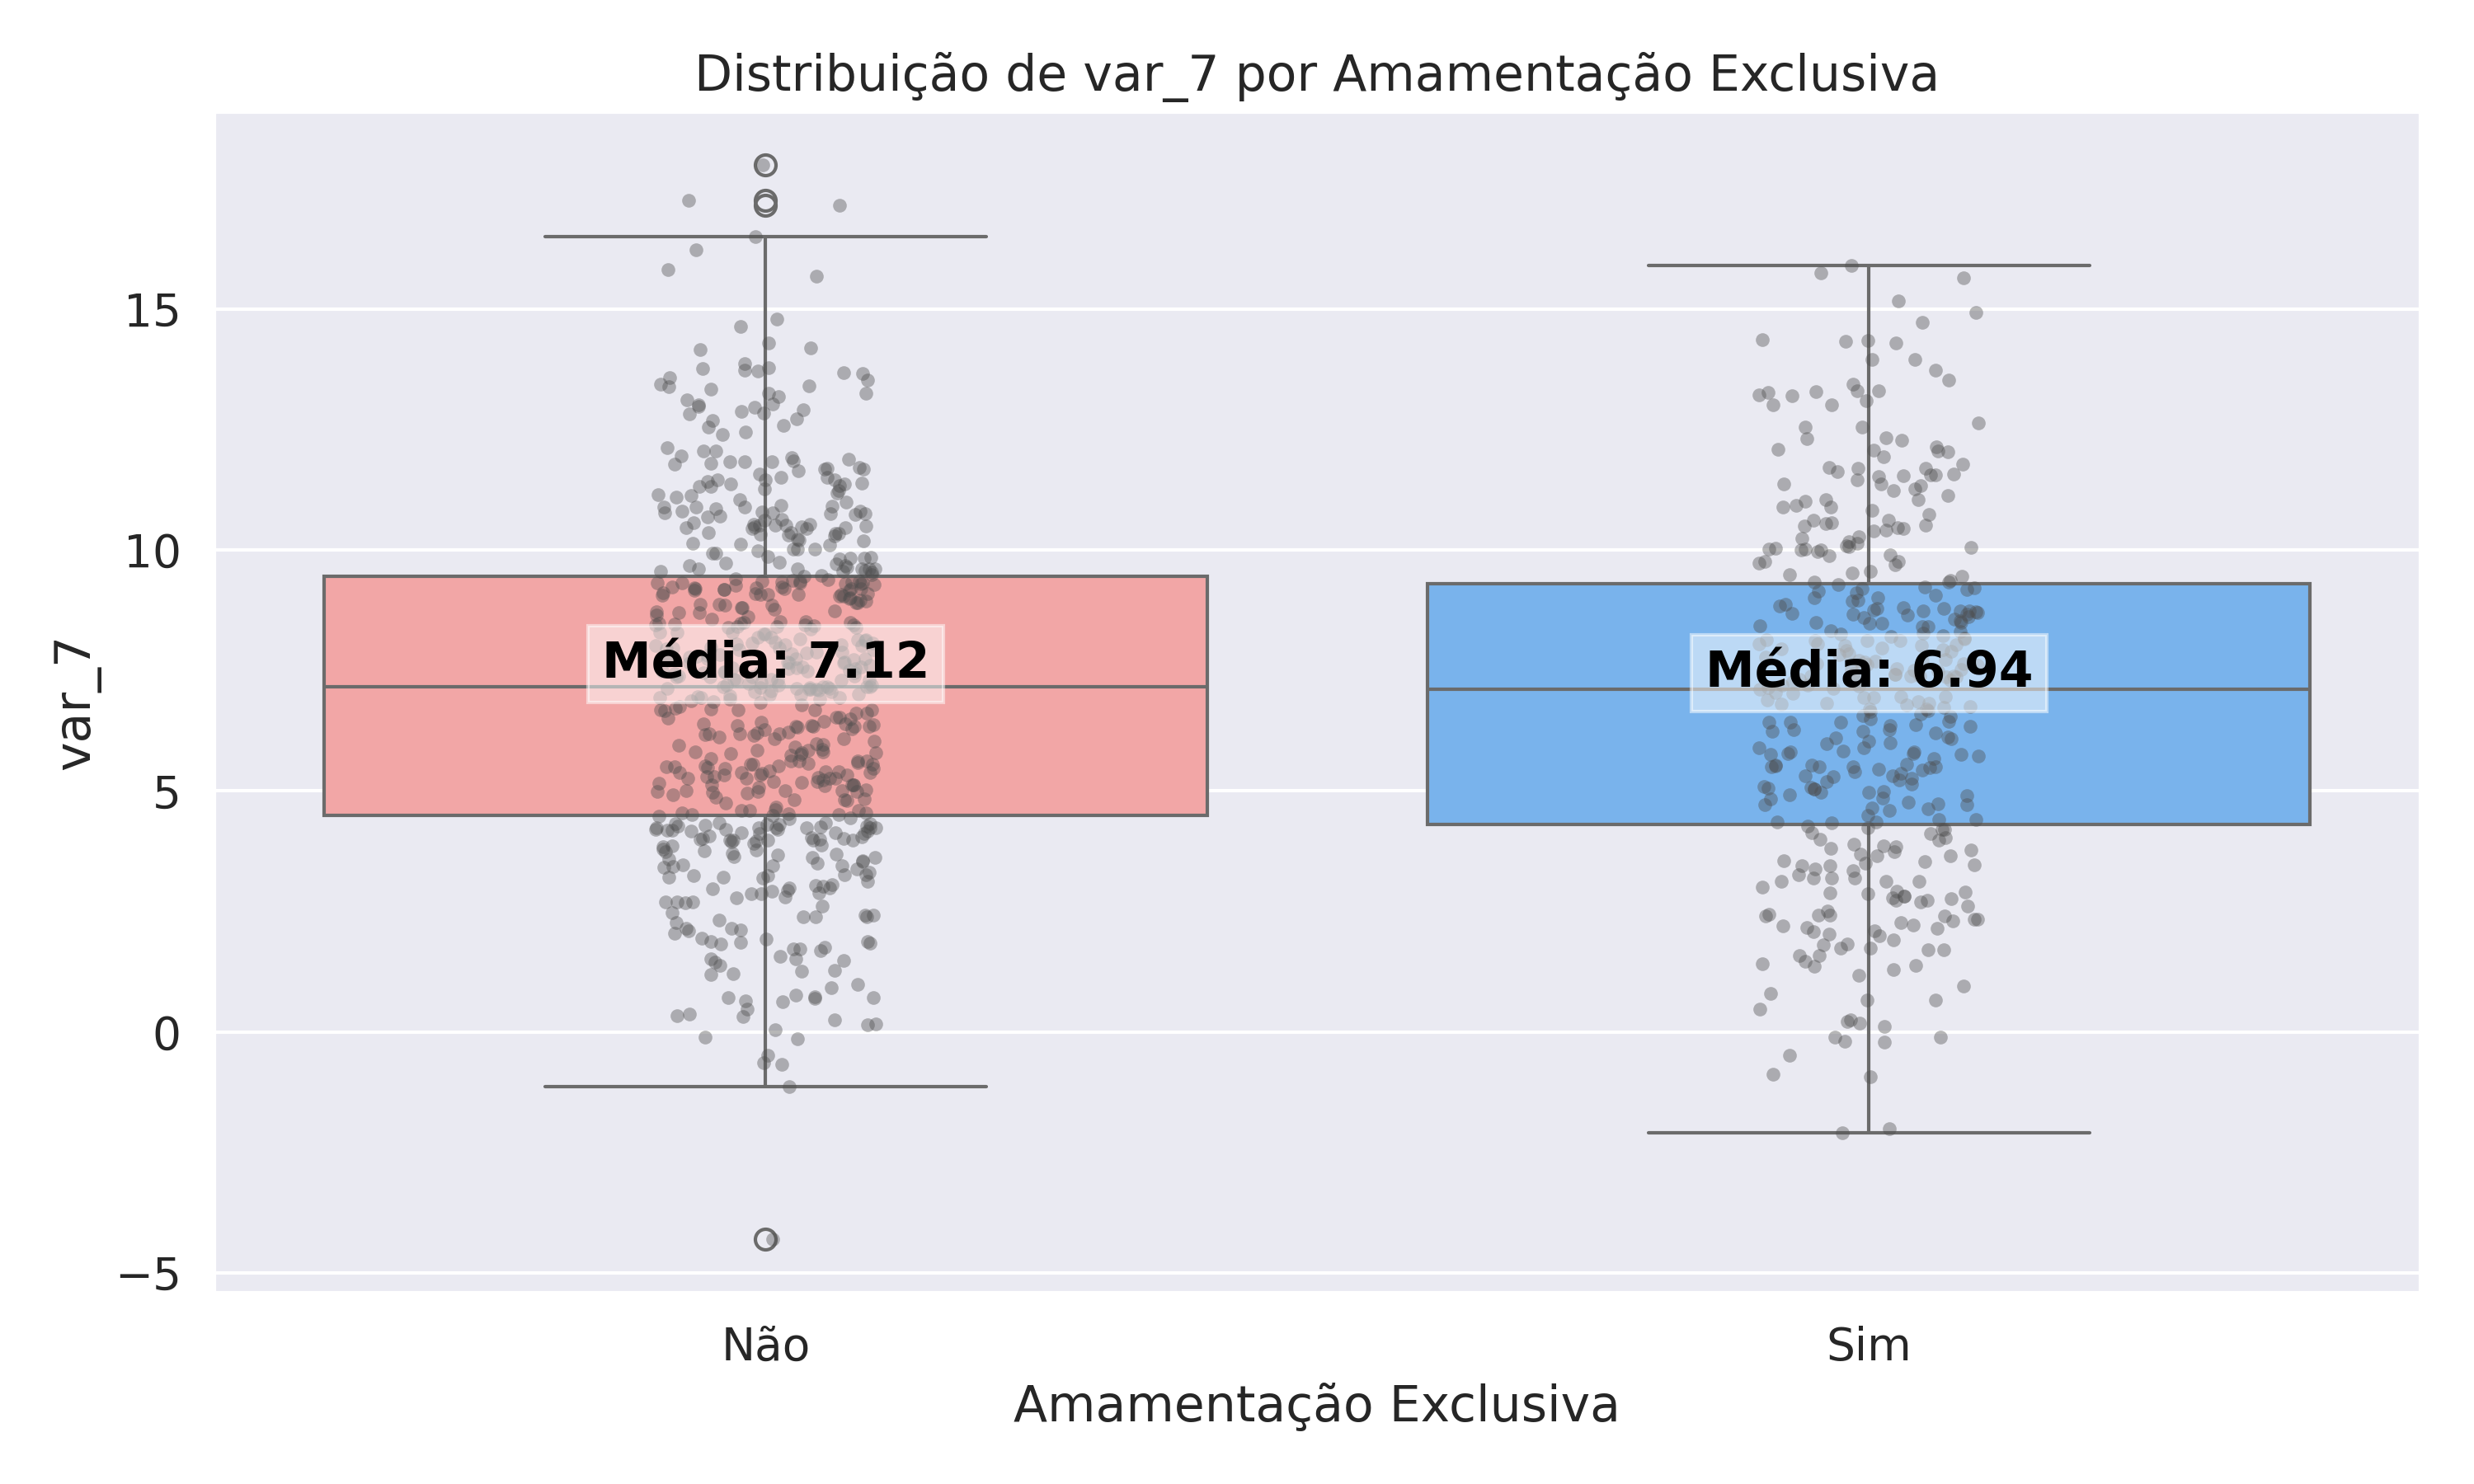 Distribuição de var_7 por Amamentação Exclusiva
var_7
15
10
5
0
−5
Média: 7.12
Média: 6.94
Não
Sim
Amamentação Exclusiva